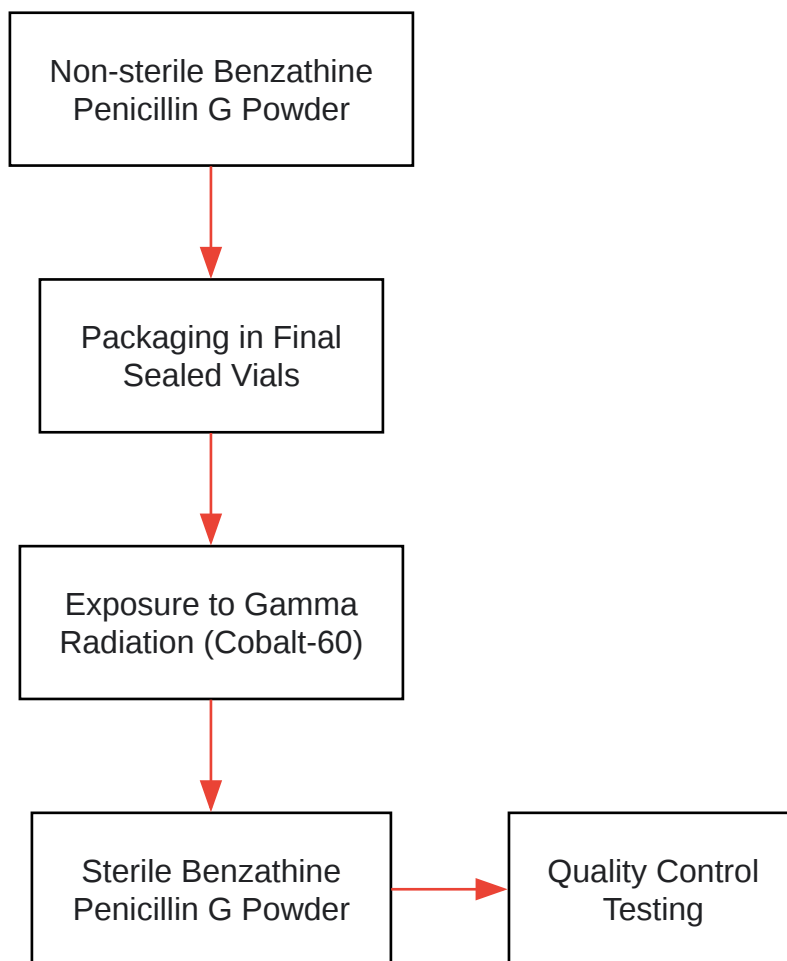 Non-sterile Benzathine
Penicillin G Powder
Packaging in Final
Sealed Vials
Exposure to Gamma
Radiation (Cobalt-60)
Sterile Benzathine
Penicillin G Powder
Quality Control
Testing